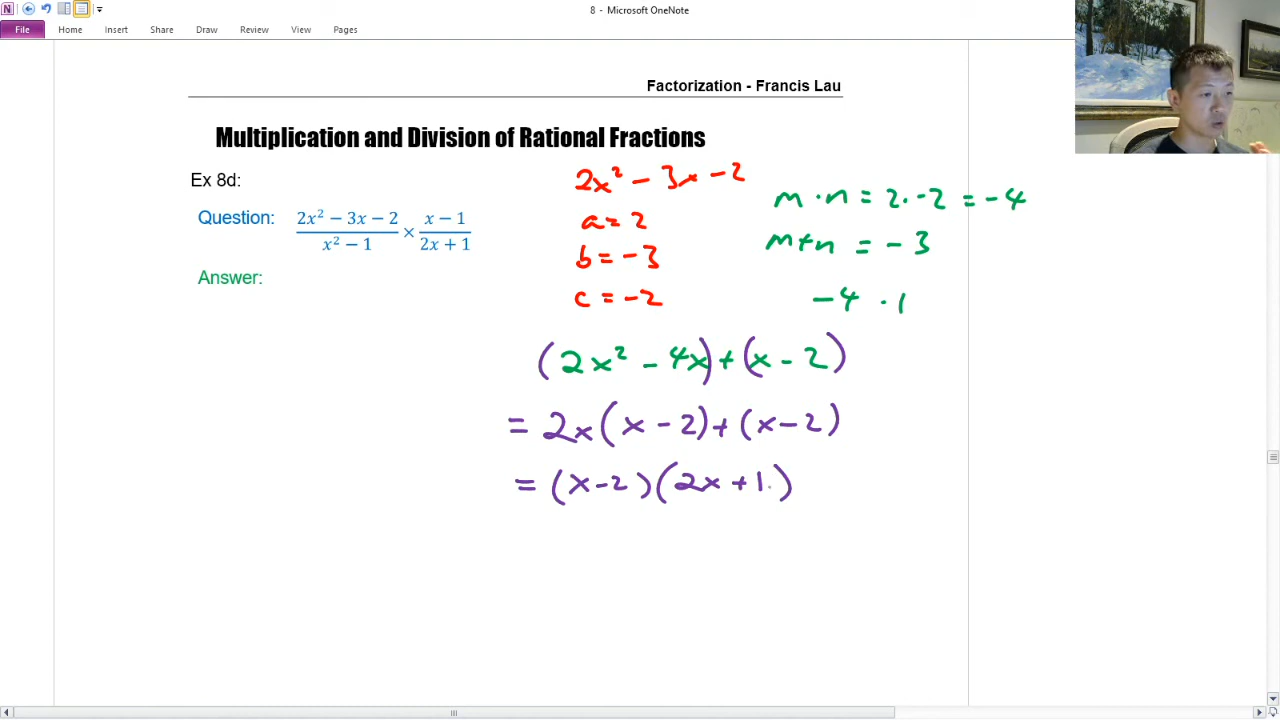 8 - Microsoft OneNote
File Home Insert Share Draw Review View Pages
Factorization - Francis Lau
Multiplication and Division of Rational Fractions
Ex 8d:
Question: (2x² − 3x − 2)/(x² − 1) × (x − 1)/(2x + 1)
Answer:
2x² − 3x − 2
a = 2
b = −3
c = −2
m · n = 2 · −2 = −4
m + n = −3
−4 · 1
(2x² − 4x) + (x − 2)
= 2x(x − 2) + (x − 2)
= (x − 2)(2x + 1)